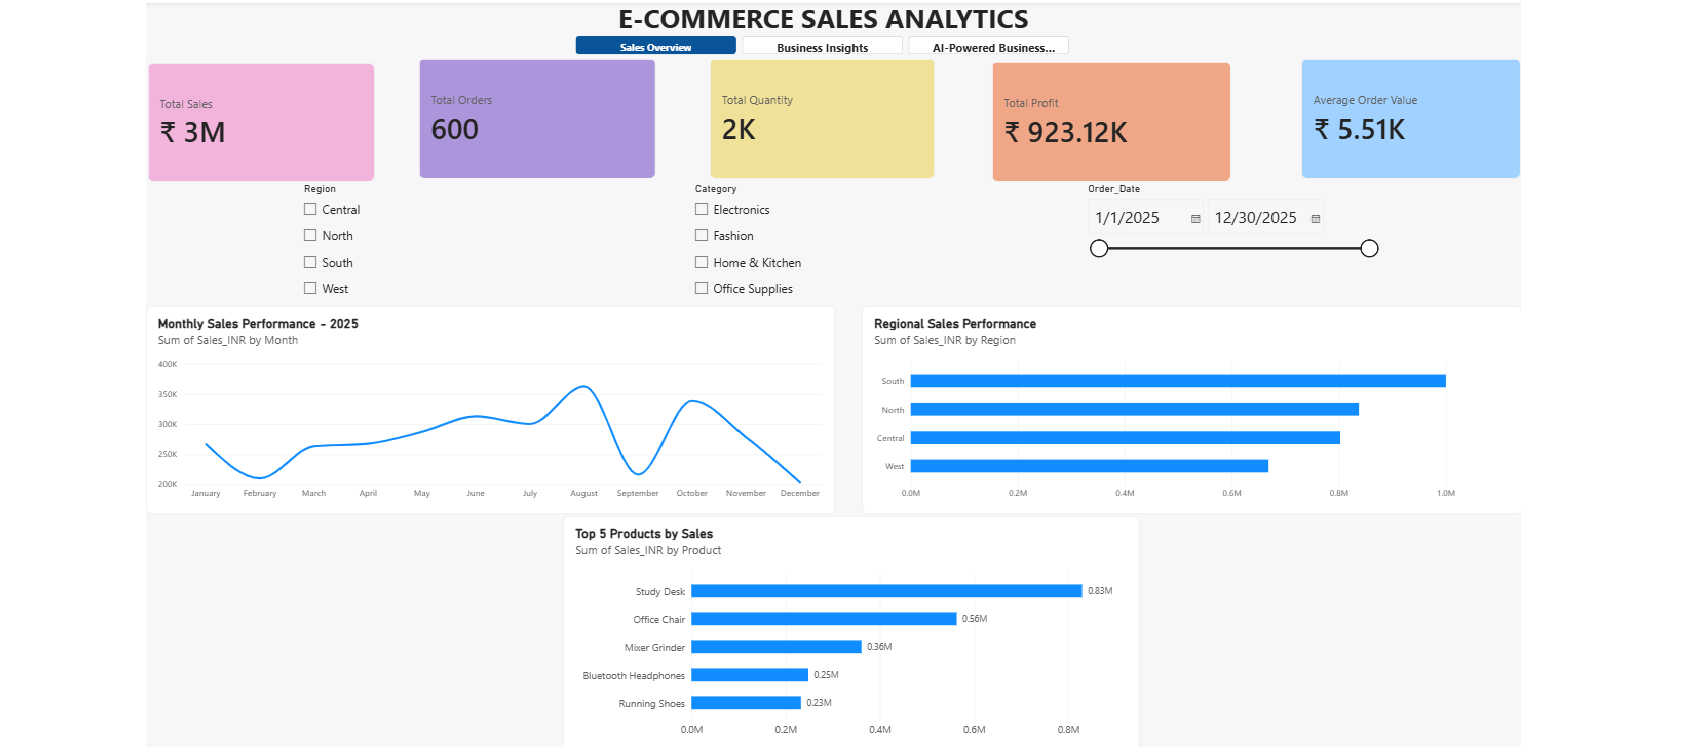 E-COMMERCE SALES ANALYTICS
Sales Overview
Business Insights
AI-Powered Business...
Total Sales
₹ 3M
Total Orders
600
Total Quantity
2K
Total Profit
₹ 923.12K
Average Order Value
₹ 5.51K
Region
Central
North
South
West
Category
Electronics
Fashion
Home & Kitchen
Office Supplies
Order_Date
1/1/2025
12/30/2025
Monthly Sales Performance - 2025
Sum of Sales_INR by Month
400K
350K
300K
250K
200K
January February March April May June July August September October November December
Regional Sales Performance
Sum of Sales_INR by Region
South
North
Central
West
0.0M 0.2M 0.4M 0.6M 0.8M 1.0M
Top 5 Products by Sales
Sum of Sales_INR by Product
Study Desk 0.83M
Office Chair 0.56M
Mixer Grinder 0.36M
Bluetooth Headphones 0.25M
Running Shoes 0.23M
0.0M 0.2M 0.4M 0.6M 0.8M